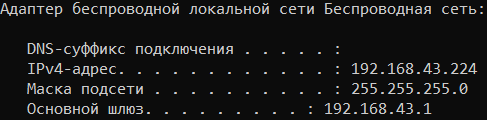 Адаптер беспроводной локальной сети Беспроводная сеть:
DNS-суффикс подключения . . . . . :
IPv4-адрес. . . . . . . . . . . . : 192.168.43.224
Маска подсети . . . . . . . . . . : 255.255.255.0
Основной шлюз. . . . . . . . . : 192.168.43.1